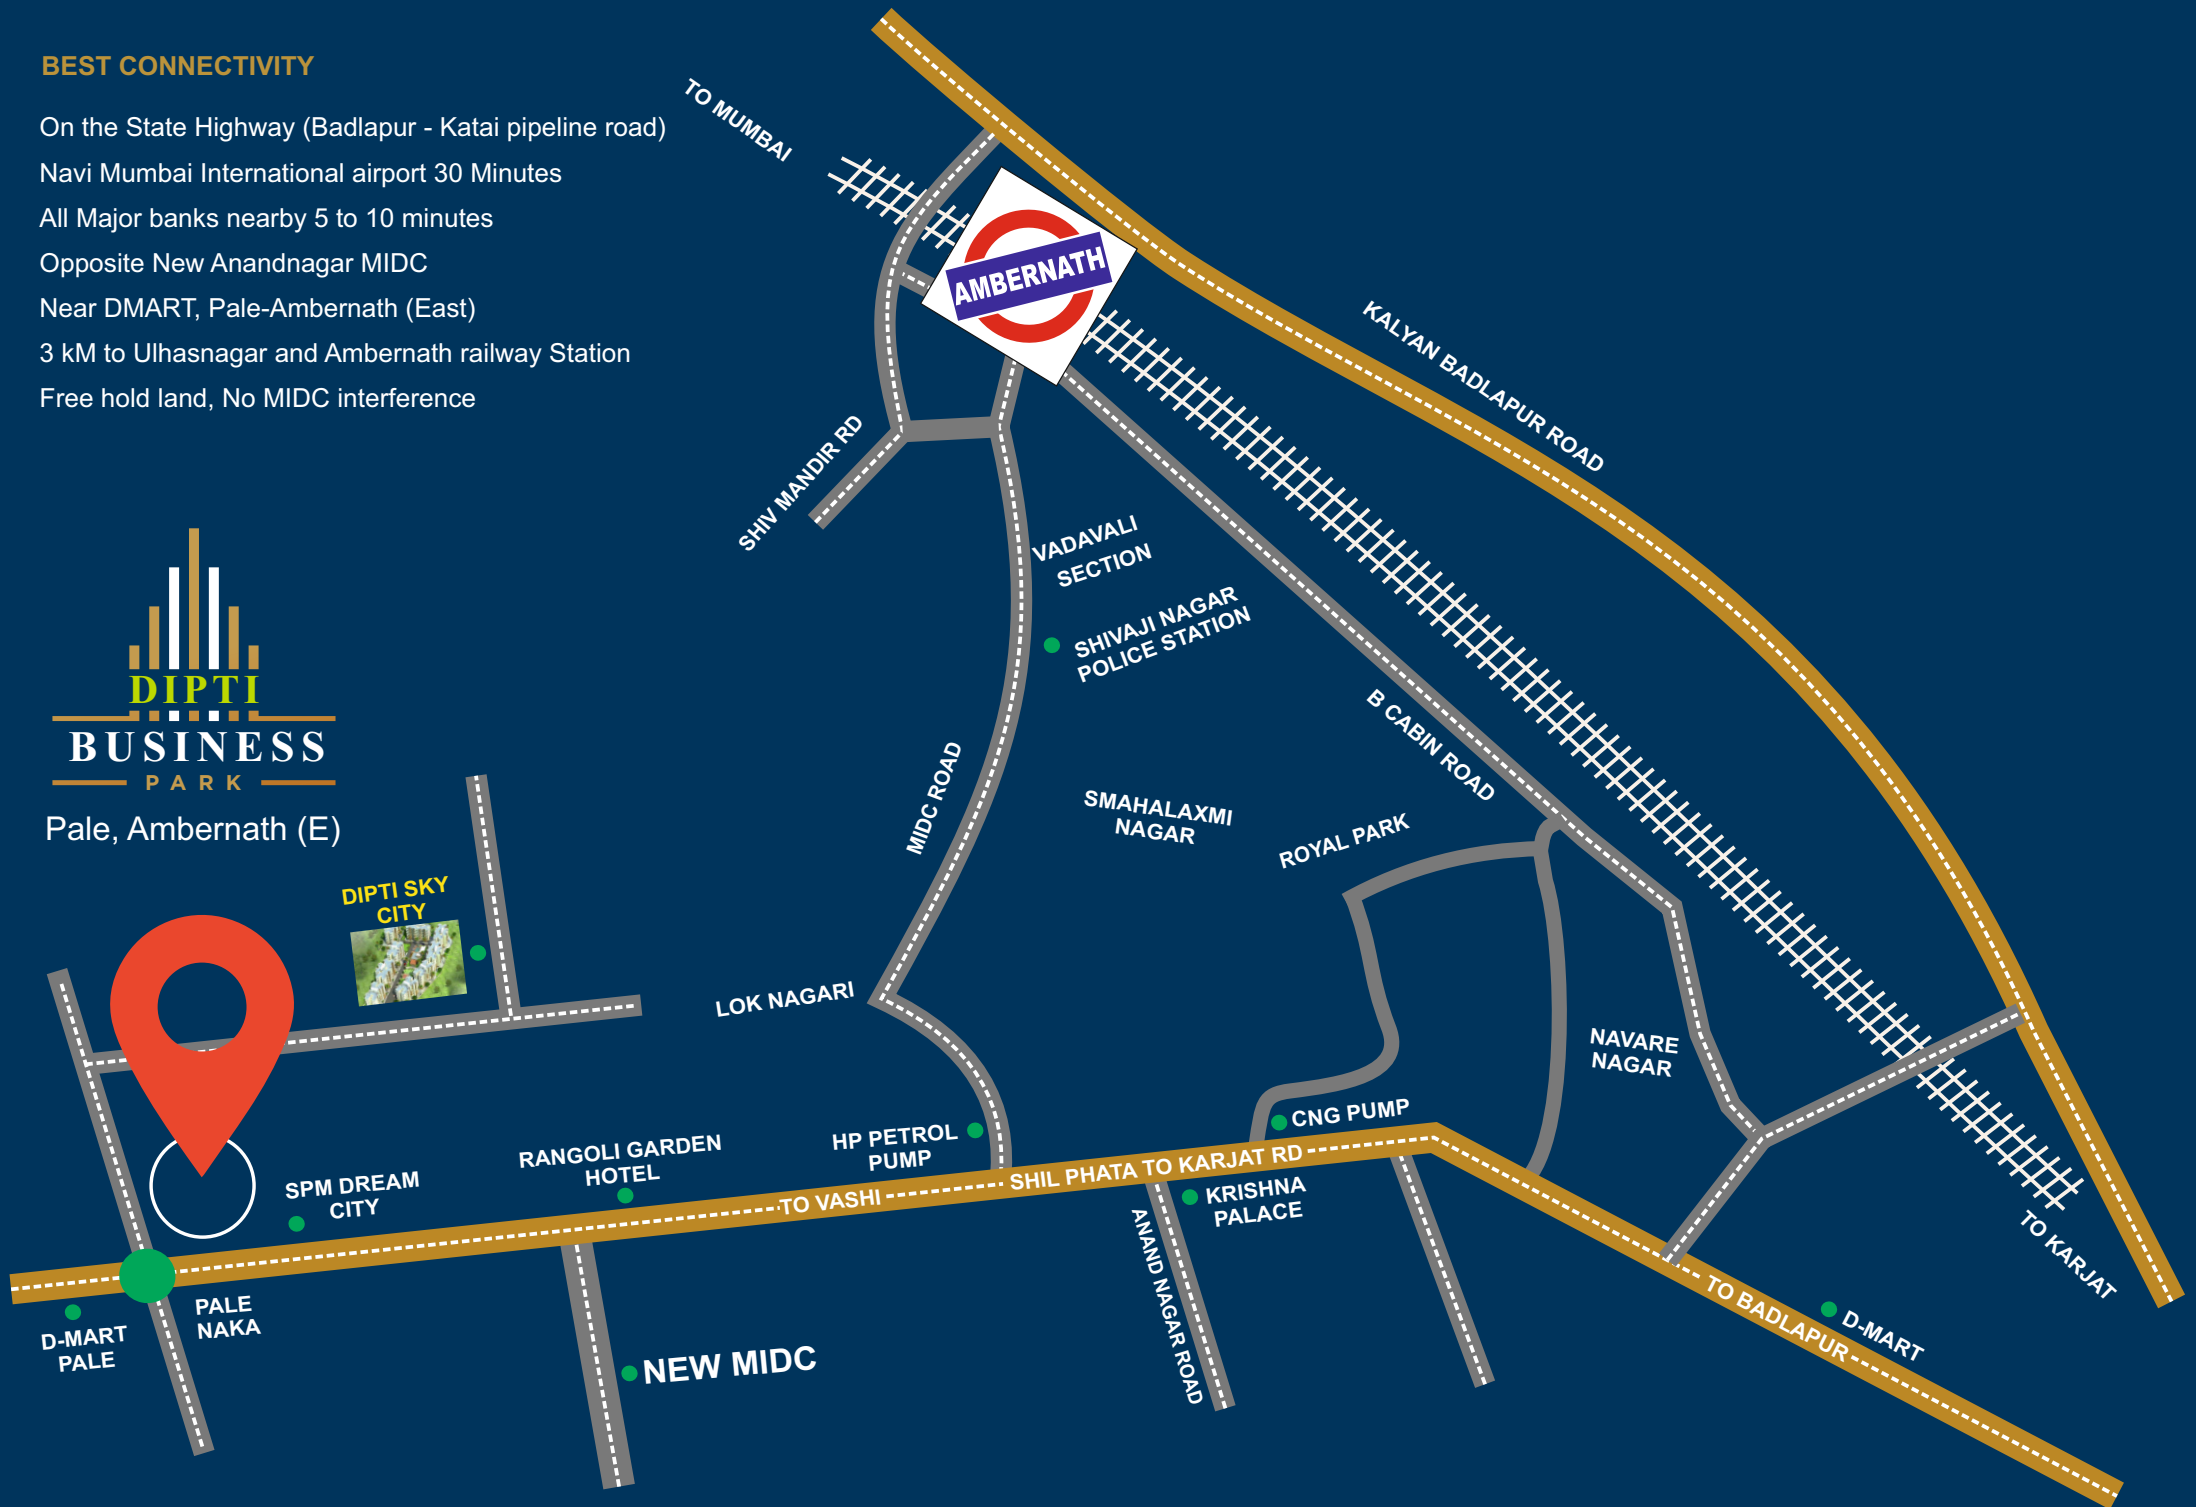 BEST CONNECTIVITY
On the State Highway (Badlapur - Katai pipeline road)
Navi Mumbai International airport 30 Minutes
All Major banks nearby 5 to 10 minutes
Opposite New Anandnagar MIDC
Near DMART, Pale-Ambernath (East)
3 kM to Ulhasnagar and Ambernath railway Station
Free hold land, No MIDC interference
DIPTI
BUSINESS
PARK
Pale, Ambernath (E)
TO MUMBAI
AMBERNATH
KALYAN BADLAPUR ROAD
SHIV MANDIR RD
VADAVALI
SECTION
SHIVAJI NAGAR
POLICE STATION
B CABIN ROAD
MIDC ROAD
SMAHALAXMI
NAGAR
ROYAL PARK
DIPTI SKY
CITY
LOK NAGARI
NAVARE
NAGAR
HP PETROL
PUMP
CNG PUMP
RANGOLI GARDEN
HOTEL
SPM DREAM
CITY
TO VASHI
SHIL PHATA TO KARJAT RD
KRISHNA
PALACE
ANAND NAGAR ROAD
PALE
NAKA
D-MART
PALE
NEW MIDC
TO KARJAT
TO BADLAPUR
D-MART